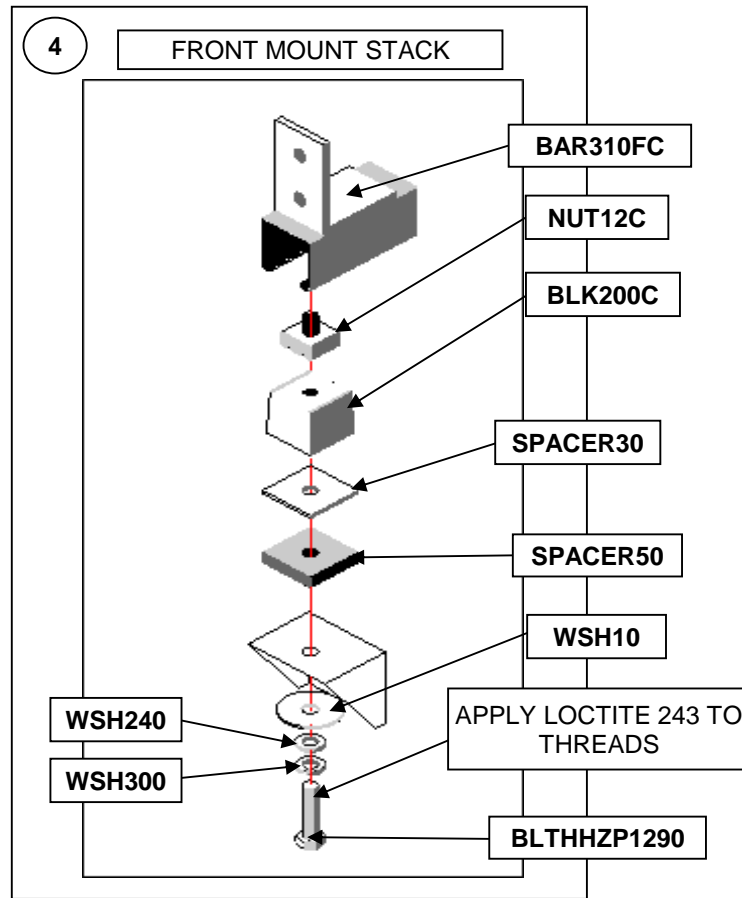 4
FRONT MOUNT STACK
BAR310FC
NUT12C
BLK200C
SPACER30
SPACER50
WSH10
WSH240
APPLY LOCTITE 243 TO
THREADS
WSH300
BLTHHZP1290